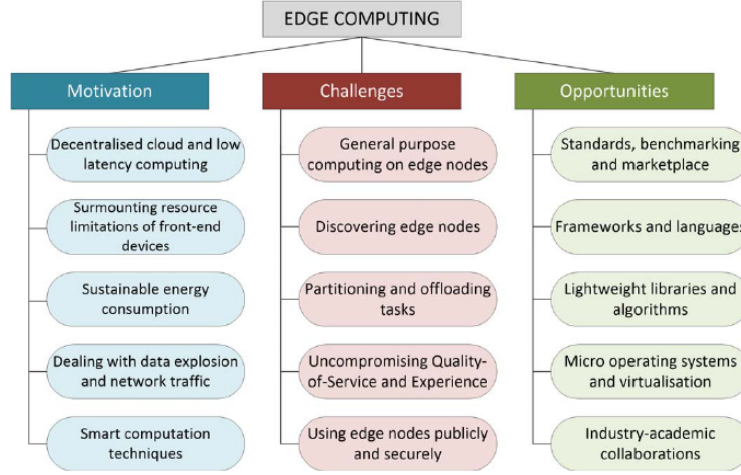 EDGE COMPUTING
Motivation
Decentralised cloud and low
latency computing
Surmounting resource
limitations of front-end
devices
Sustainable energy
consumption
Dealing with data explosion
and network traffic
Smart computation
techniques
Challenges
General purpose
computing on edge nodes
Discovering edge nodes
Partitioning and offloading
tasks
Uncompromising Quality-
of-Service and Experience
Using edge nodes publicly
and securely
Opportunities
Standards, benchmarking
and marketplace
Frameworks and languages
Lightweight libraries and
algorithms
Micro operating systems
and virtualisation
Industry-academic
collaborations